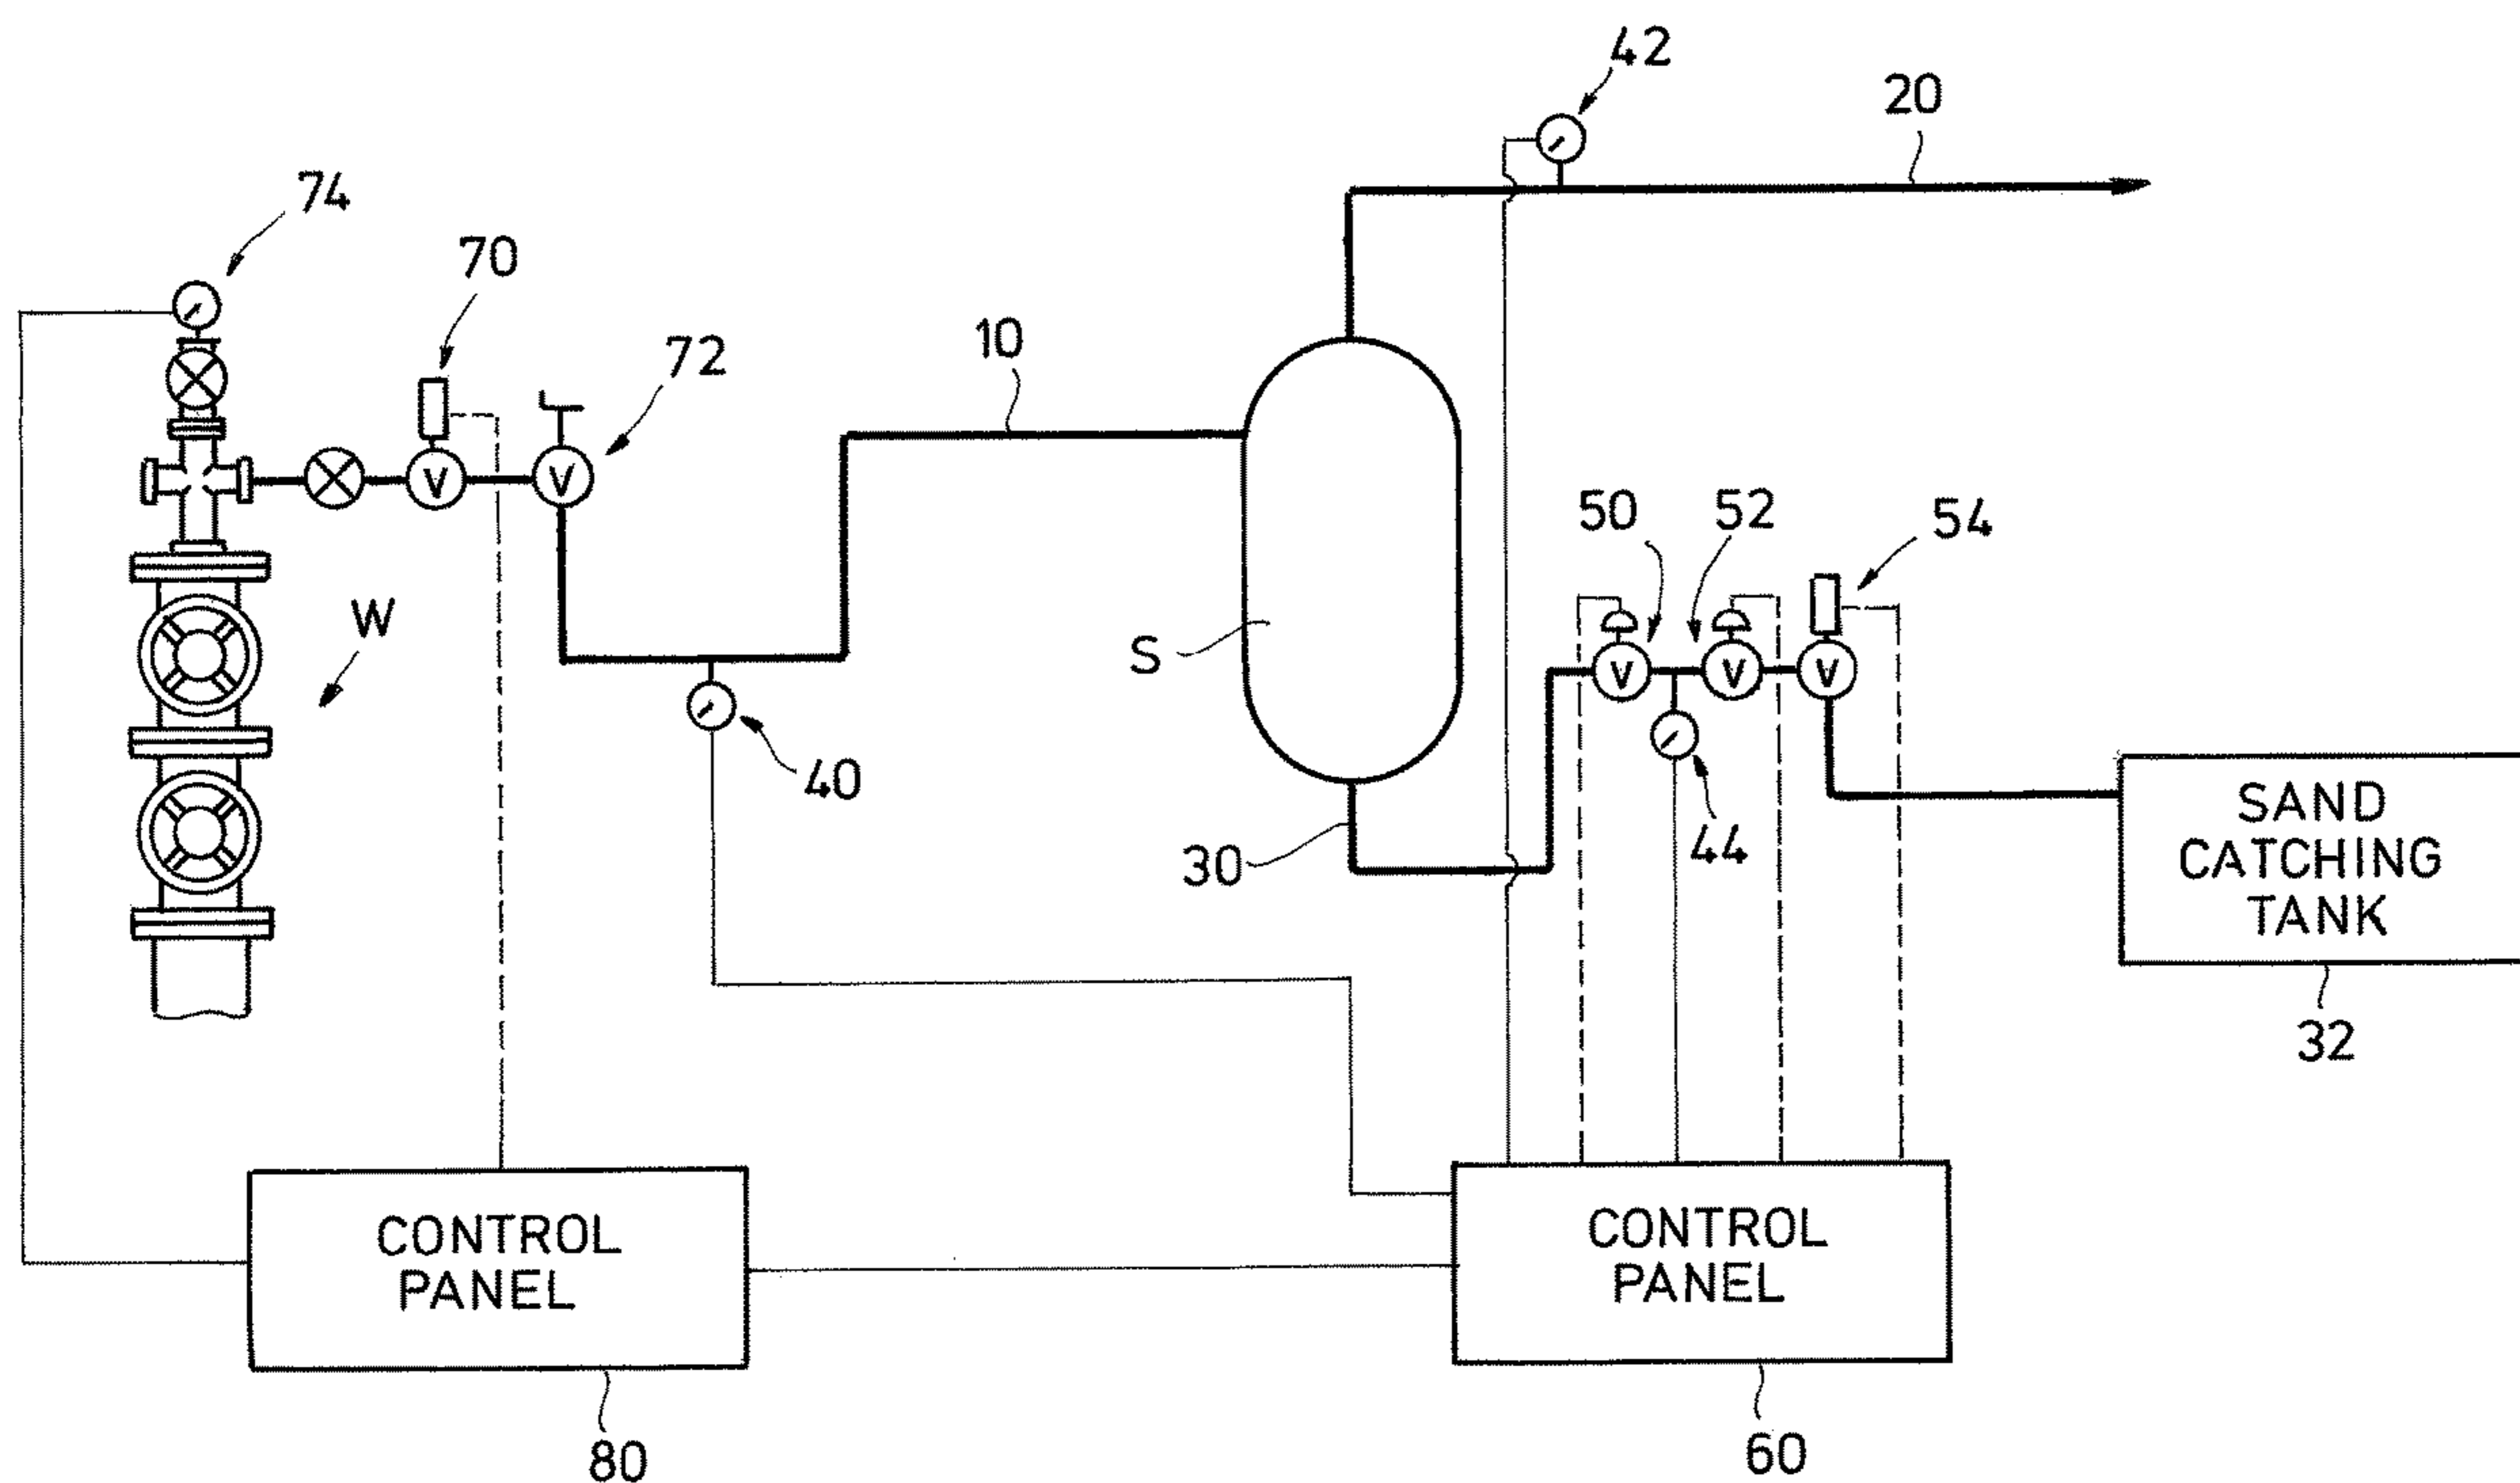 42
20
74
70
10
72
50
52
54
W
S
V
V
V
V
V
40
44
30
SAND
CATCHING
TANK
32
CONTROL
PANEL
CONTROL
PANEL
80
60